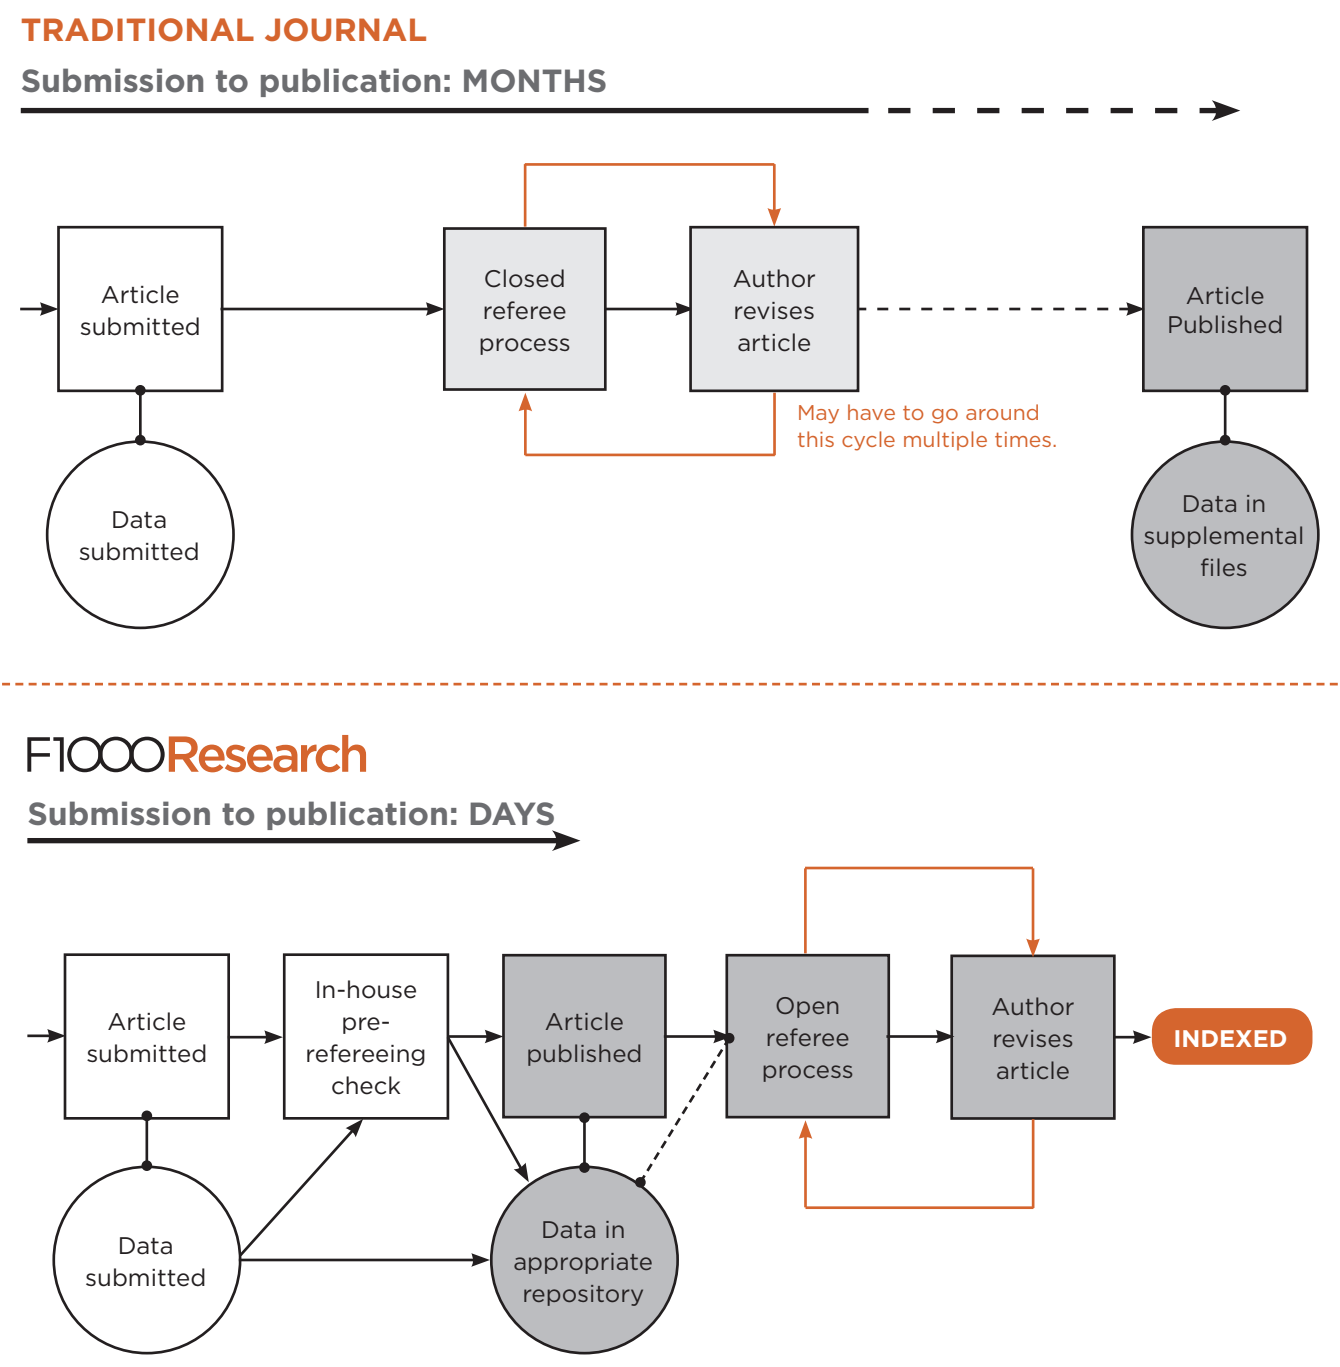 TRADITIONAL JOURNAL
Submission to publication: MONTHS
Article
submitted
Closed
referee
process
Author
revises
article
Article
Published
May have to go around
this cycle multiple times.
Data
submitted
Data in
supplemental
files
F1000Research
Submission to publication: DAYS
Article
submitted
In-house
pre-
refereeing
check
Article
published
Open
referee
process
Author
revises
article
INDEXED
Data
submitted
Data in
appropriate
repository